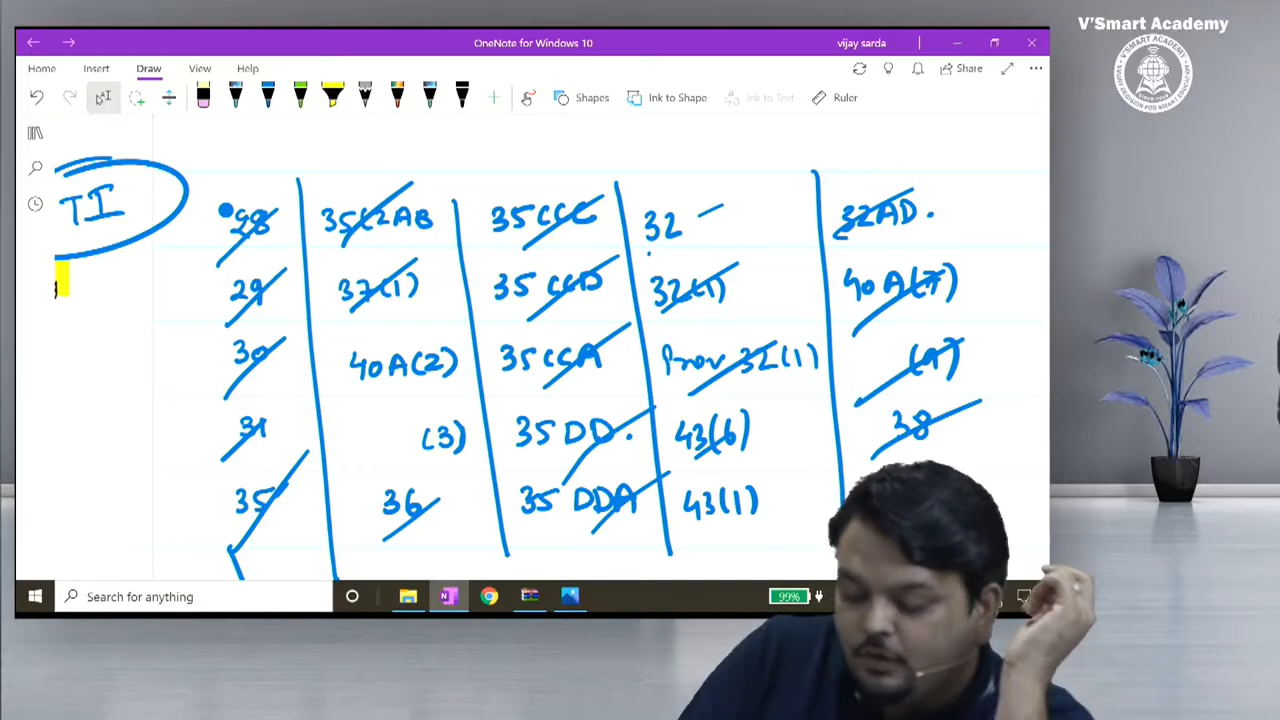 V'Smart Academy
OneNote for Windows 10
vijay sarda
Home Insert Draw View Help
Share
Shapes
Ink to Shape
Ink to Text
Ruler
TI
28 35(2AB 35CCC 32 32AD.
29 37(1) 35 CCD 32(1) 40A(7)
30 40A(2) 35CCA Prov 32(1) (9)
31 (3) 35DD. 43(6) 38
35 36 35 DDA 43(1)
Search for anything
99%